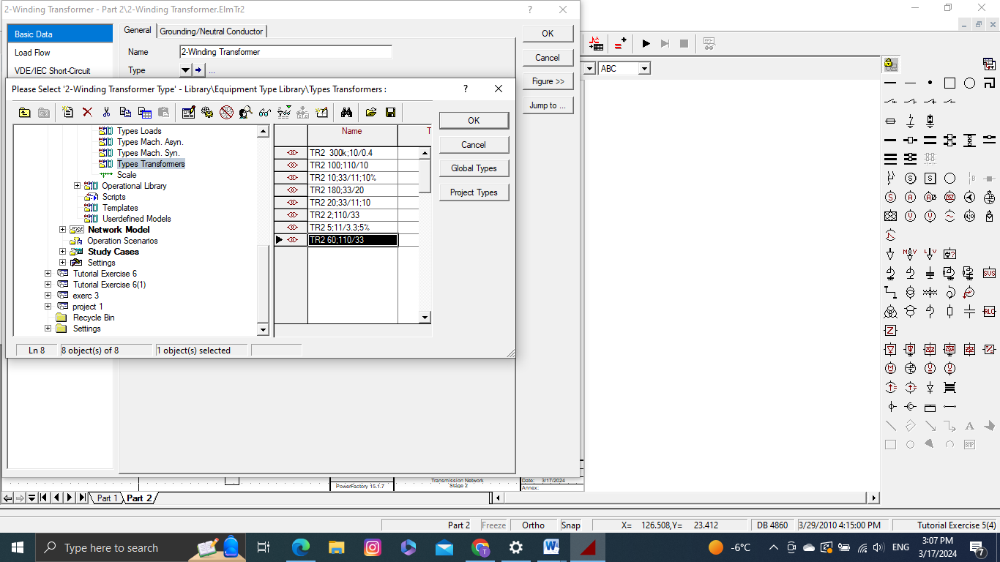 2-Winding Transformer - Part 2\2-Winding Transformer.ElmTr2
?
Basic Data
Load Flow
VDE/IEC Short-Circuit
General
Grounding/Neutral Conductor
Name
2-Winding Transformer
Type
...
OK
Cancel
Figure >>
Jump to ...
ABC
Please Select '2-Winding Transformer Type' - Library\Equipment Type Library\Types Transformers :
?
Types Loads
Types Mach. Asyn.
Types Mach. Syn.
Types Transformers
Scale
Operational Library
Scripts
Templates
Userdefined Models
Network Model
Operation Scenarios
Study Cases
Settings
Tutorial Exercise 6
Tutorial Exercise 6(1)
exerc 3
project 1
Recycle Bin
Settings
Name
T
TR2 300k;10/0.4
TR2 100;110/10
TR2 10;33/11;10%
TR2 180;33/20
TR2 20;33/11;10
TR2 2;110/33
TR2 5;11/3.3;5%
TR2 60;110/33
OK
Cancel
Global Types
Project Types
Ln 8
8 object(s) of 8
1 object(s) selected
SVS
RLC
Z
BMP
PowerFactory 15.1.7
Transmission Network
Stage 2
Date: 3/17/2024
Annex:
Part 1
Part 2
Part 2
Freeze
Ortho
Snap
X= 126.508,Y= 23.412
DB 4860
3/29/2010 4:15:00 PM
Tutorial Exercise 5(4)
Type here to search
-6°C
ENG
3:07 PM
3/17/2024
7